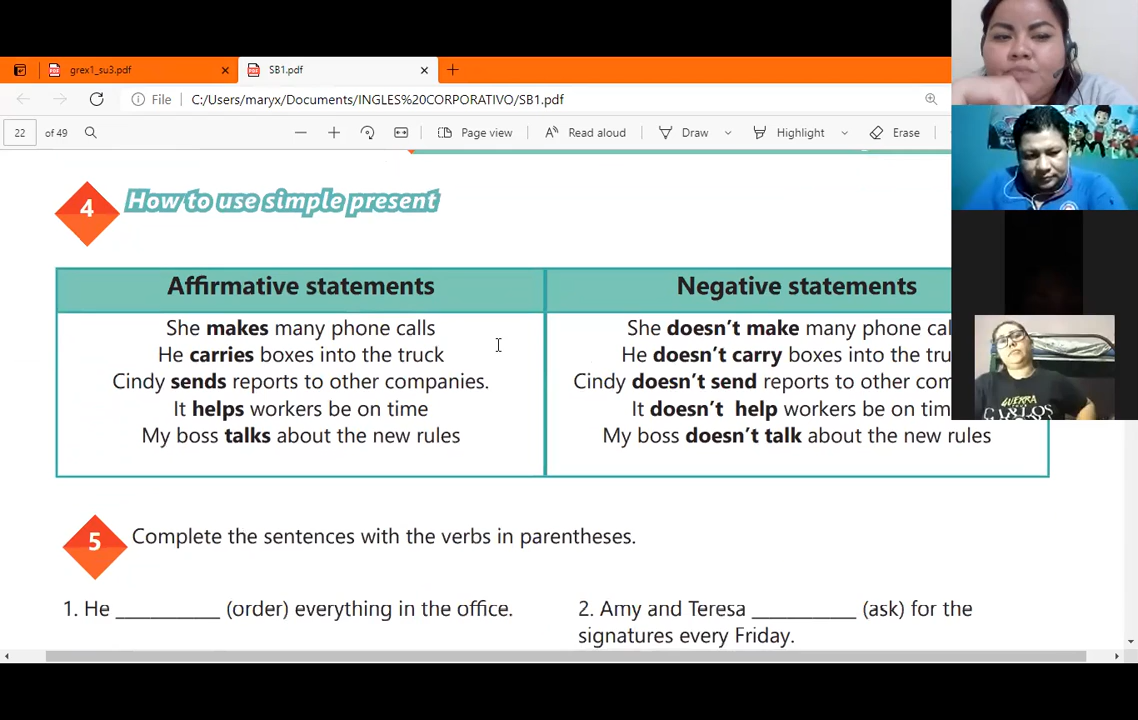 grex1_su3.pdf
SB1.pdf
File
C:/Users/maryx/Documents/INGLES%20CORPORATIVO/SB1.pdf
22 of 49
Page view
Read aloud
Draw
Highlight
Erase
4 How to use simple present
Affirmative statements
She makes many phone calls
He carries boxes into the truck
Cindy sends reports to other companies.
It helps workers be on time
My boss talks about the new rules
Negative statements
She doesn't make many phone cal
He doesn't carry boxes into the tru
Cindy doesn't send reports to other com
It doesn't help workers be on tim
My boss doesn't talk about the new rules
5 Complete the sentences with the verbs in parentheses.
1. He __________ (order) everything in the office.
2. Amy and Teresa __________ (ask) for the
signatures every Friday.
GUERRA